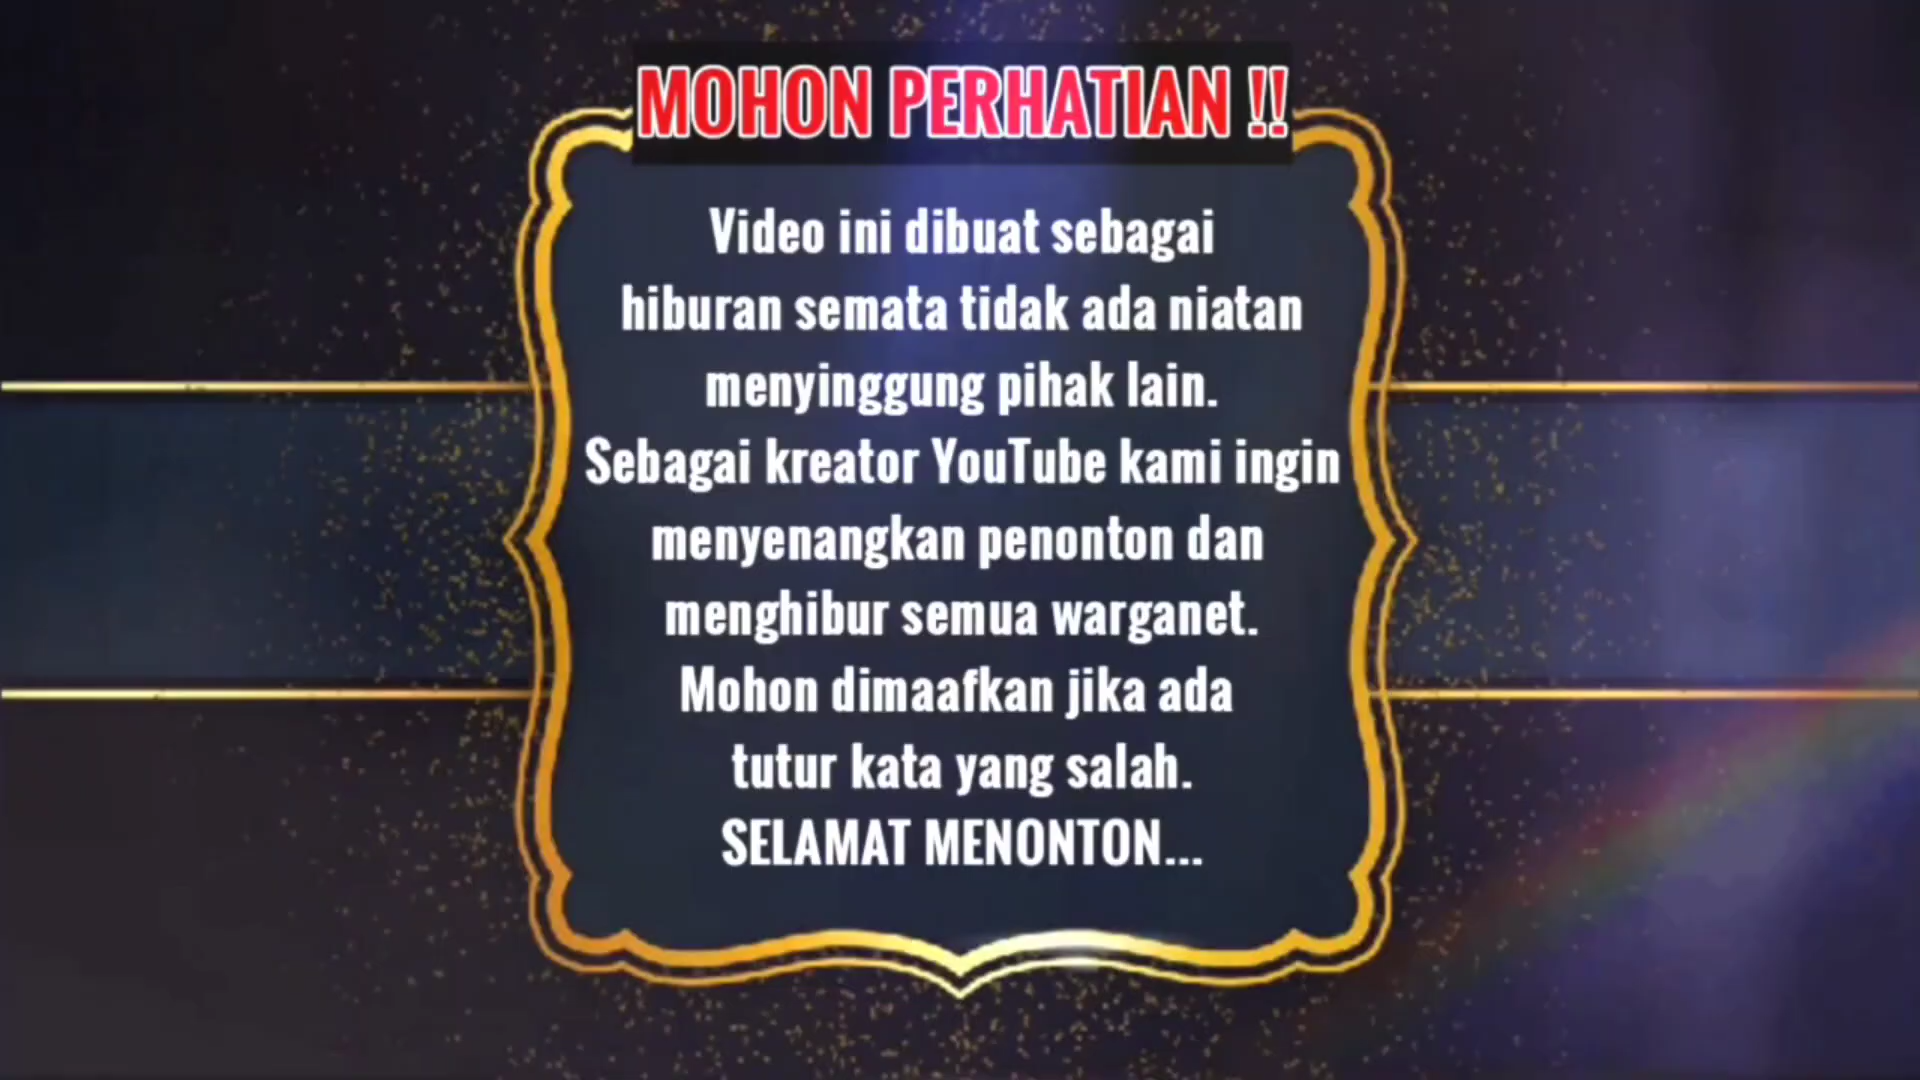 MOHON PERHATIAN !!
Video ini dibuat sebagai
hiburan semata tidak ada niatan
menyinggung pihak lain.
Sebagai kreator YouTube kami ingin
menyenangkan penonton dan
menghibur semua warganet.
Mohon dimaafkan jika ada
tutur kata yang salah.
SELAMAT MENONTON...